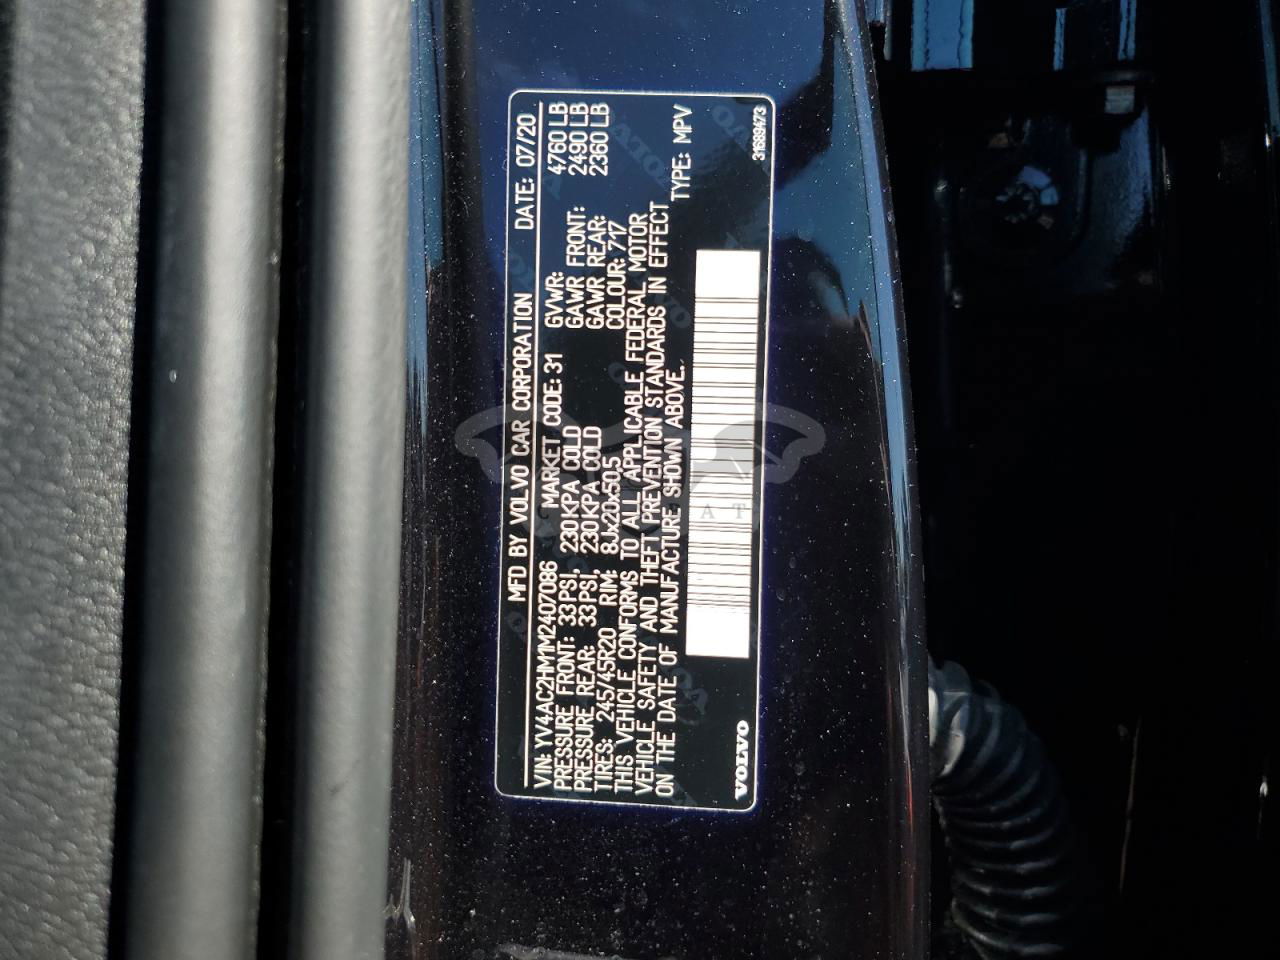 MFD BY VOLVO CAR CORPORATION DATE: 07/20
VIN: YV4AC2HM1M2407086 MARKET CODE: 31 GVWR: 4760 LB
PRESSURE FRONT: 33PSI, 230KPA COLD GAWR FRONT: 2490 LB
PRESSURE REAR: 33PSI, 230KPA COLD GAWR REAR: 2360 LB
TIRES: 245/45R20 RIM: 8Jx20x50,5 COLOUR: 717
THIS VEHICLE CONFORMS TO ALL APPLICABLE FEDERAL MOTOR
VEHICLE SAFETY AND THEFT PREVENTION STANDARDS IN EFFECT
ON THE DATE OF MANUFACTURE SHOWN ABOVE.
TYPE: MPV
VOLVO 31689473